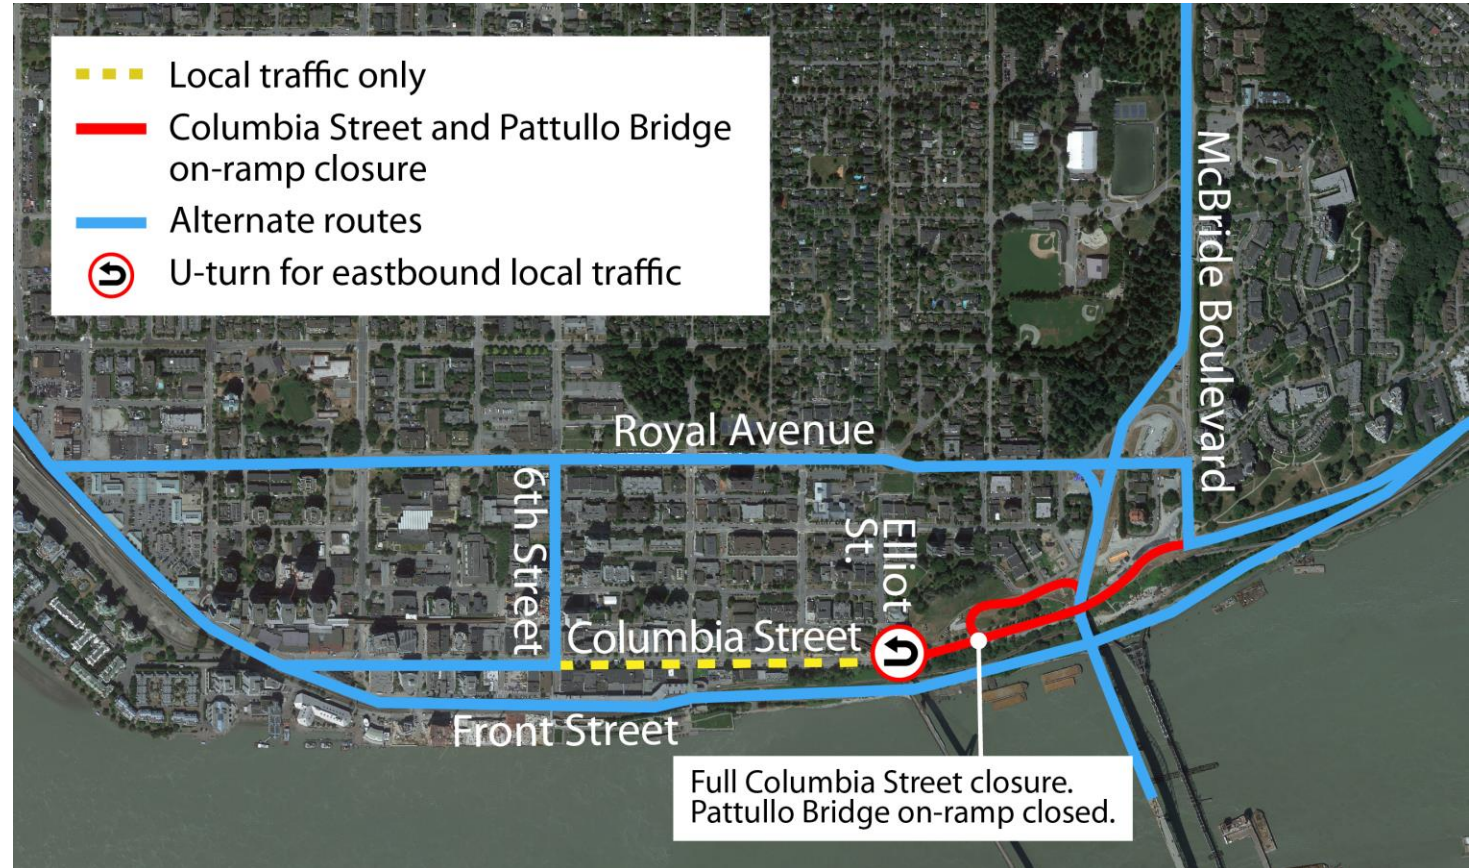 Local traffic only
Columbia Street and Pattullo Bridge
on-ramp closure
Alternate routes
U-turn for eastbound local traffic
McBride Boulevard
Royal Avenue
6th Street
Elliot
St.
Columbia Street
Front Street
Full Columbia Street closure.
Pattullo Bridge on-ramp closed.